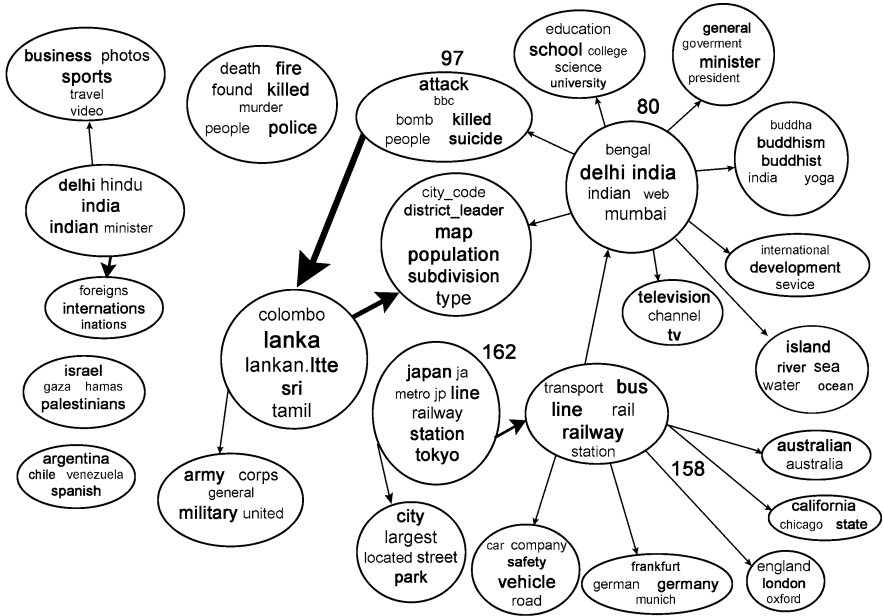 business photos
sports
travel
video
death fire
found killed
murder
people police
97
attack
bbc
bomb killed
people suicide
education
school college
science
university
general
goverment
minister
president
80
bengal
delhi india
indian web
mumbai
buddha
buddhism
buddhist
india yoga
delhi hindu
india
indian minister
city_code
district_leader
map
population
subdivision
type
international
development
sevice
foreigns
internations
inations
television
channel
tv
colombo
lanka
lankan.ltte
sri
tamil
island
river sea
water ocean
israel
gaza hamas
palestinians
162
japan ja
metro jp line
railway
station
tokyo
transport bus
line rail
railway
station
argentina
chile venezuela
spanish
army corps
general
military united
158
australian
australia
california
chicago state
city
largest
located street
park
car company
safety
vehicle
road
frankfurt
german germany
munich
england
london
oxford